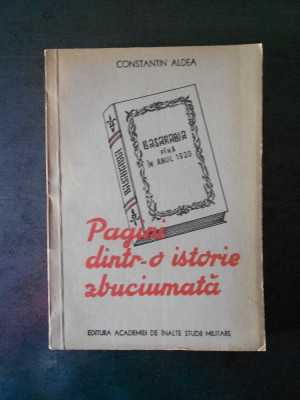 CONSTANTIN ALDEA
BASARABIA
PÎNĂ
ÎN ANUL 1920
Pagini
dintr-o istorie
zbuciumată
EDITURA ACADEMIEI DE ÎNALTE STUDII MILITARE